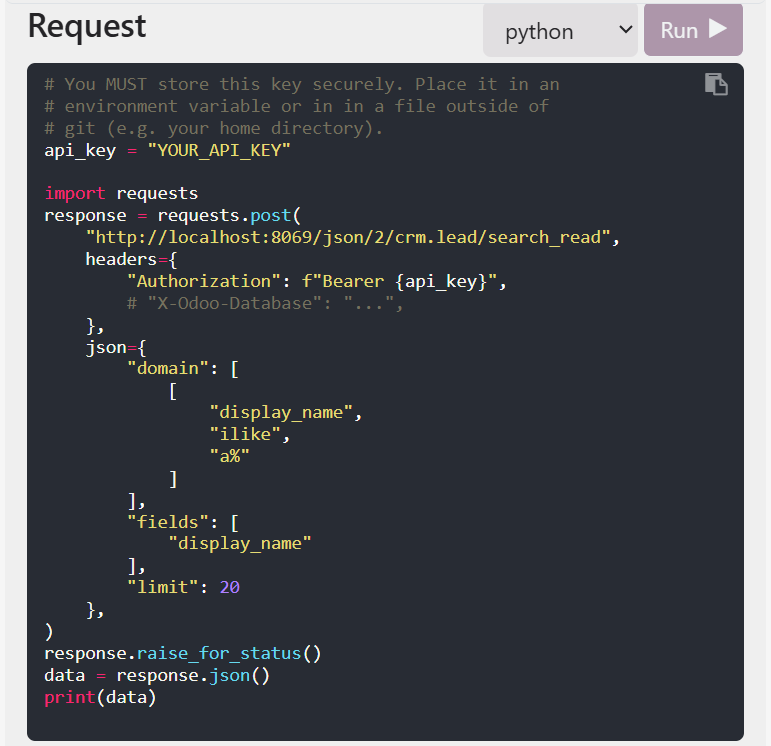 Request
python
Run
# You MUST store this key securely. Place it in an
# environment variable or in in a file outside of
# git (e.g. your home directory).
api_key = "YOUR_API_KEY"

import requests
response = requests.post(
    "http://localhost:8069/json/2/crm.lead/search_read",
    headers={
        "Authorization": f"Bearer {api_key}",
        # "X-Odoo-Database": "...",
    },
    json={
        "domain": [
            [
                "display_name",
                "ilike",
                "a%"
            ]
        ],
        "fields": [
            "display_name"
        ],
        "limit": 20
    },
)
response.raise_for_status()
data = response.json()
print(data)